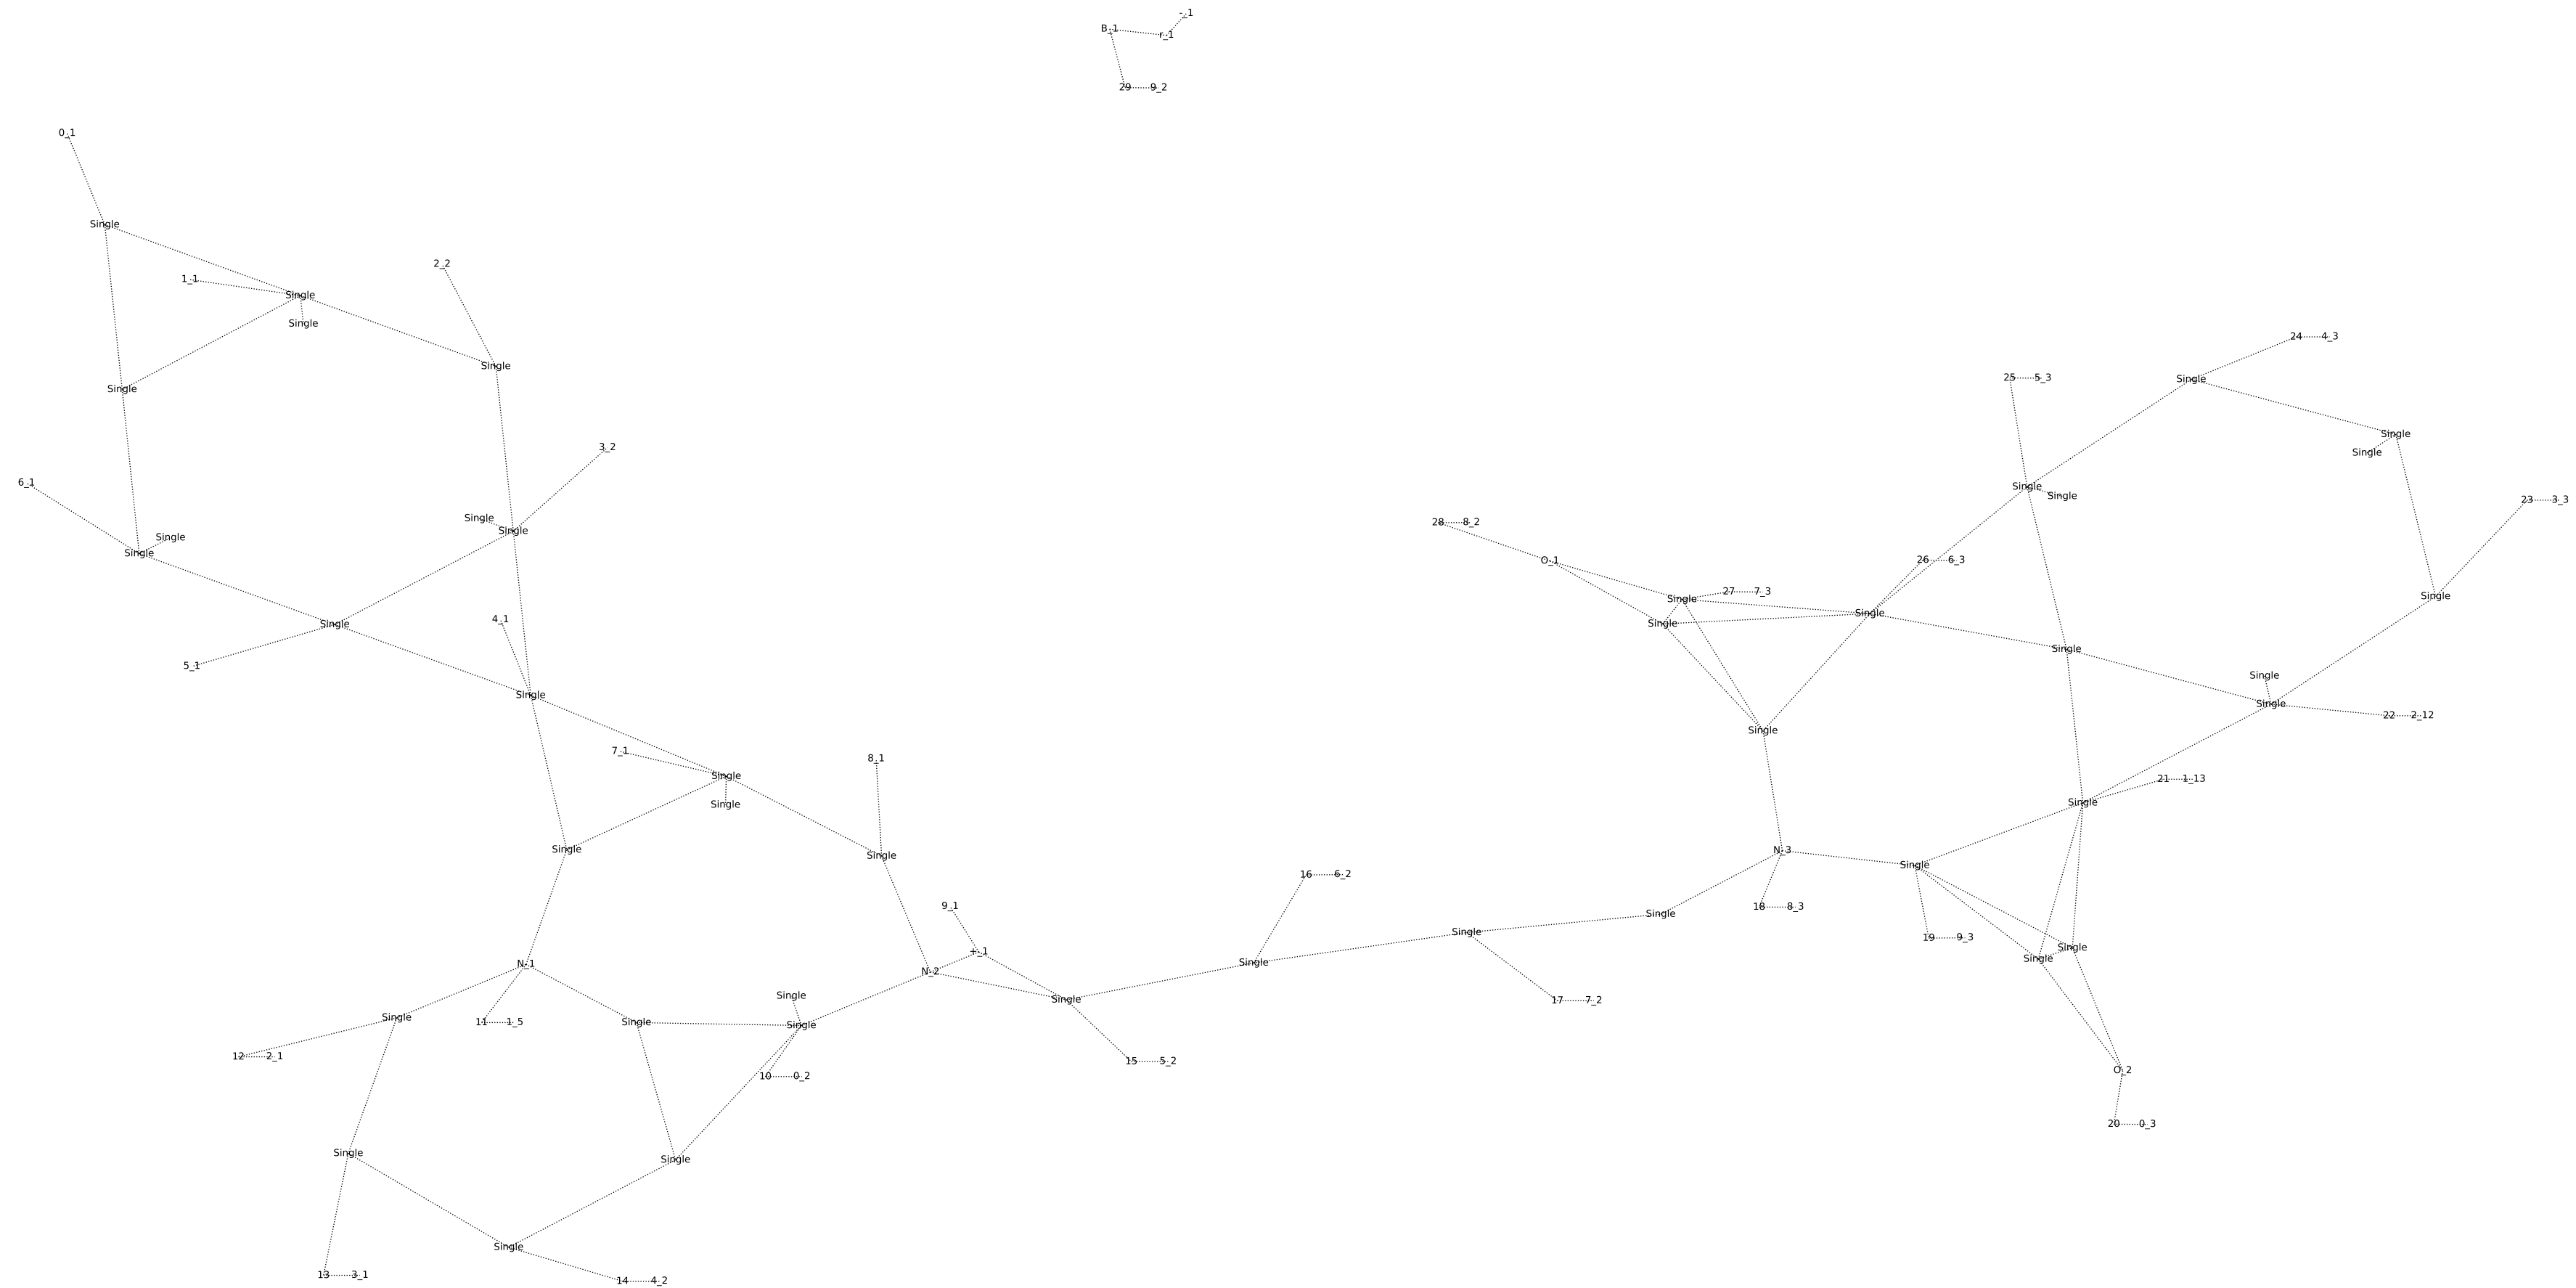 -_1
B_1
r_1
29 9_2
0_1
Single
2_2
1_1
Single
Single
24 4_3
Single
25 5_3
Single
Single
Single
3_2
Single
6_1
Single
Single
23 3_3
Single
Single
28 8_2
Single
Single
Single
O_1
26 6_3
27 7_3
Single
Single
Single
Single
4_1
Single
Single
5_1
Single
Single
Single
22 2_12
Single
7_1
8_1
Single
21 1_13
Single
Single
Single
Single
N_3
Single
16 6_2
9_1
18 8_3
Single
Single
19 9_3
Single
+_1
Single
Single
N_1
N_2
Single
Single
17 7_2
Single
11 1_5
Single
Single
12 2_1
15 5_2
O_2
10 0_2
20 0_3
Single
Single
Single
13 3_1
14 4_2